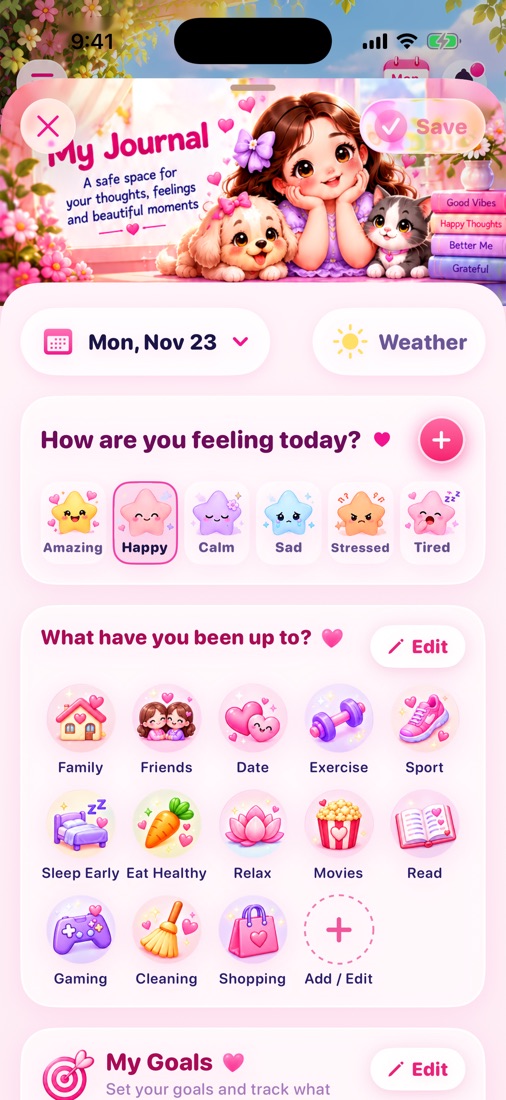 9:41
Mon
My Journal
Save
A safe space for
your thoughts, feelings
and beautiful moments
Good Vibes
Happy Thoughts
Better Me
Grateful
Mon, Nov 23
Weather
How are you feeling today?
Amazing
Happy
Calm
Sad
Stressed
Tired
What have you been up to?
Edit
Family
Friends
Date
Exercise
Sport
Sleep Early
Eat Healthy
Relax
Movies
Read
Gaming
Cleaning
Shopping
Add / Edit
My Goals
Edit
Set your goals and track what